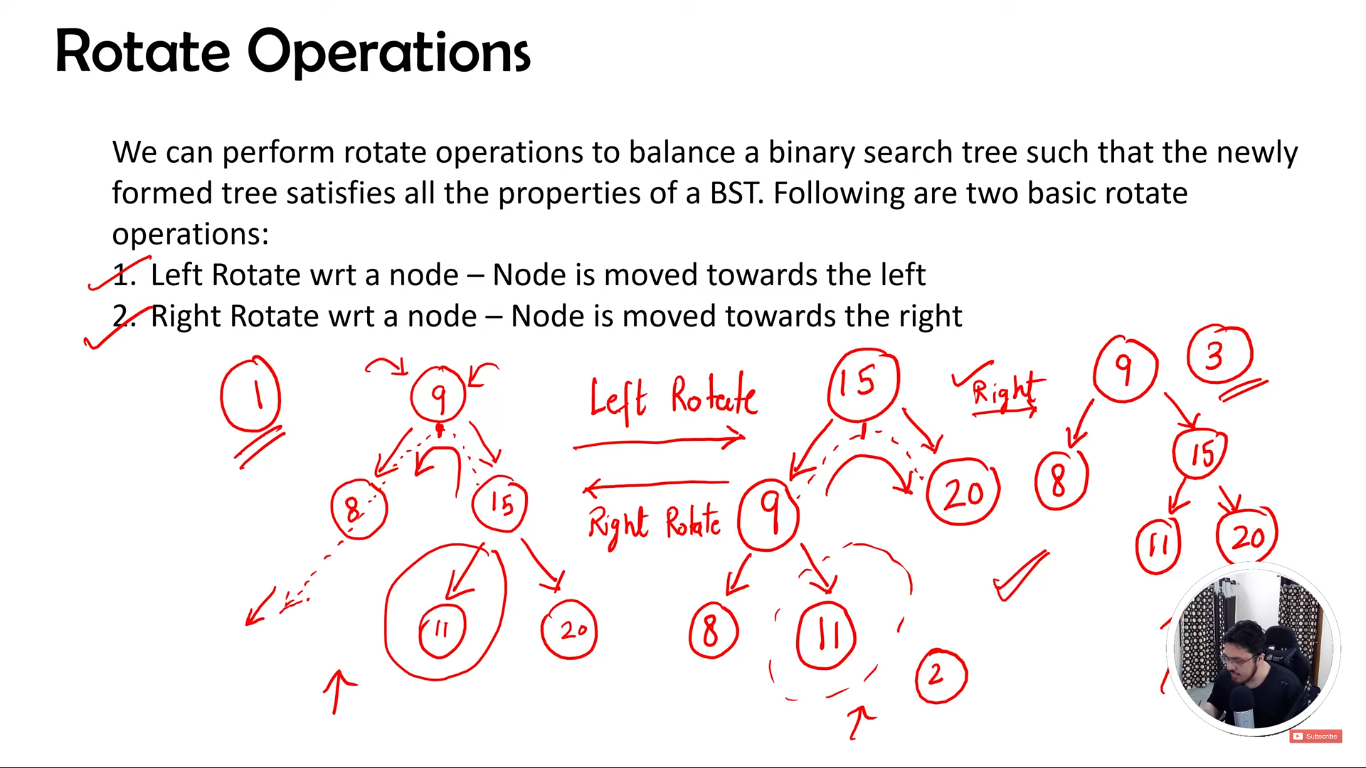 Rotate Operations
We can perform rotate operations to balance a binary search tree such that the newly
formed tree satisfies all the properties of a BST. Following are two basic rotate
operations:
1. Left Rotate wrt a node – Node is moved towards the left
2. Right Rotate wrt a node – Node is moved towards the right
1
9
8
15
11
20
Left Rotate
Right Rotate
15
9
20
8
11
2
Right
3
9
8
15
11
20
Subscribe